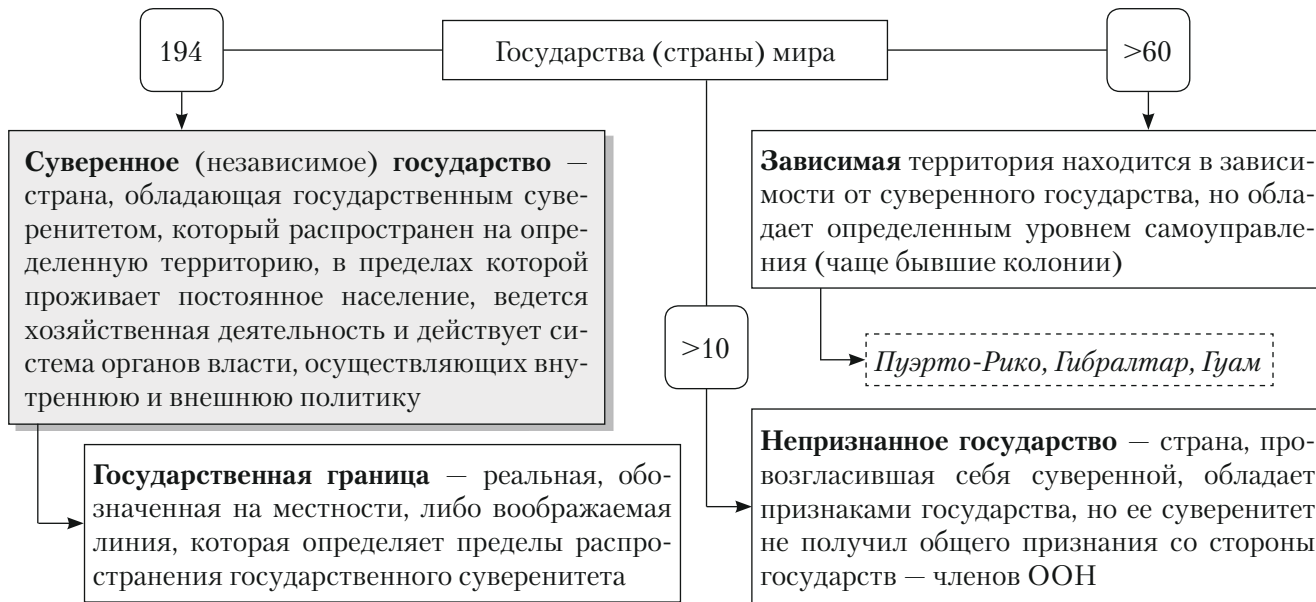 194
Государства (страны) мира
>60
Суверенное (независимое) государство —
страна, обладающая государственным суве-
ренитетом, который распространен на опре-
деленную территорию, в пределах которой
проживает постоянное население, ведется
хозяйственная деятельность и действует си-
стема органов власти, осуществляющих вну-
треннюю и внешнюю политику
Зависимая территория находится в зависи-
мости от суверенного государства, но обла-
дает определенным уровнем самоуправле-
ния (чаще бывшие колонии)
>10
Пуэрто-Рико, Гибралтар, Гуам
Государственная граница — реальная, обо-
значенная на местности, либо воображаемая
линия, которая определяет пределы распро-
странения государственного суверенитета
Непризнанное государство — страна, про-
возгласившая себя суверенной, обладает
признаками государства, но ее суверенитет
не получил общего признания со стороны
государств — членов ООН